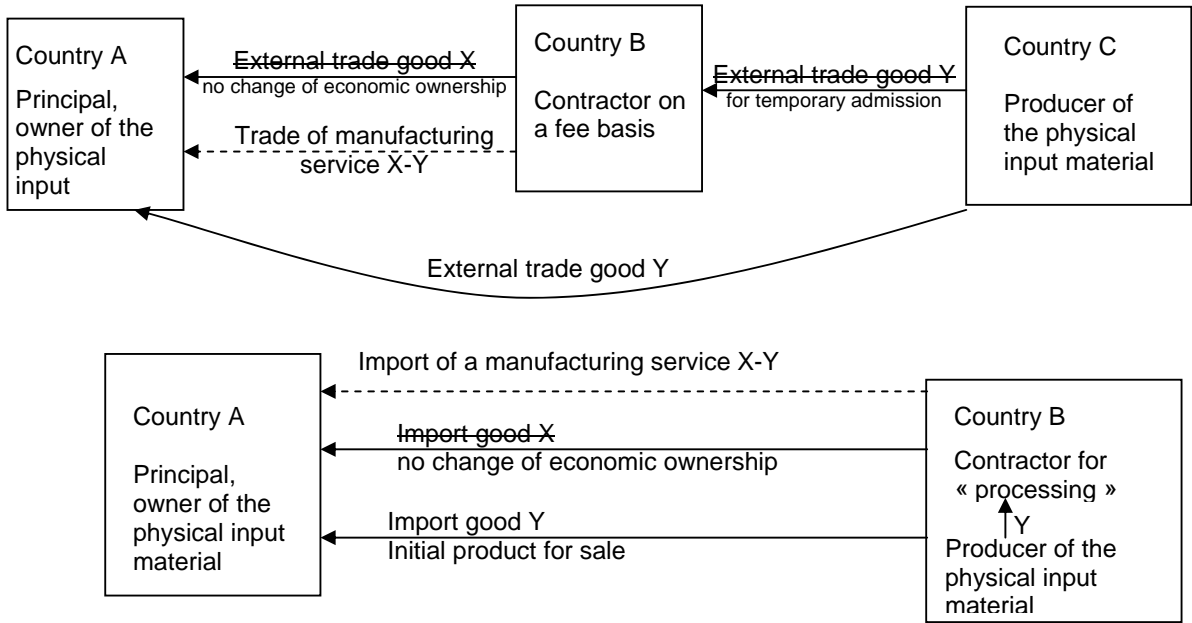 Country A
Principal,
owner of the
physical
input
External trade good X
no change of economic ownership
Trade of manufacturing
service X-Y
Country B
Contractor on
a fee basis
External trade good Y
for temporary admission
Country C
Producer of
the physical
input material
External trade good Y
Country A
Principal,
owner of the
physical input
material
Import of a manufacturing service X-Y
Import good X
no change of economic ownership
Import good Y
Initial product for sale
Country B
Contractor for
« processing »
Y
Producer of the
physical input
material